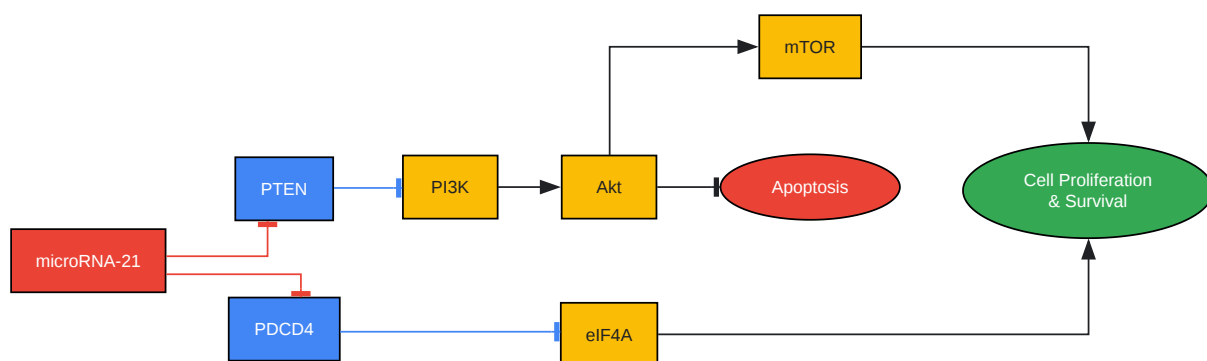 mTOR
PTEN
PI3K
Akt
Apoptosis
Cell Proliferation
& Survival
microRNA-21
PDCD4
eIF4A